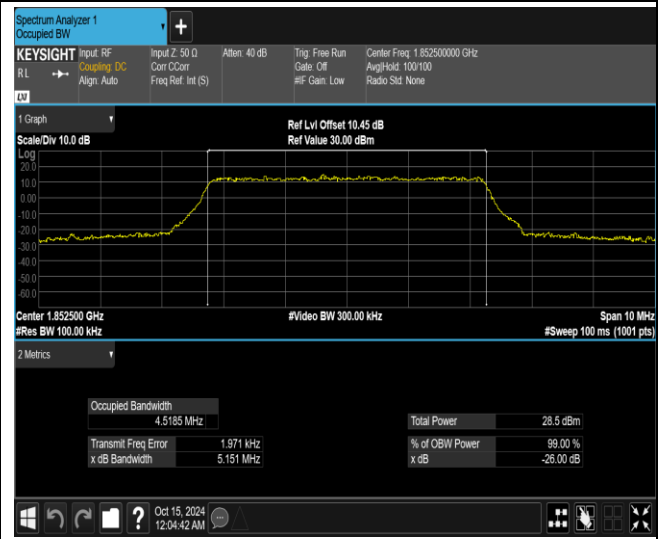 Spectrum Analyzer 1
Occupied BW
+
KEYSIGHT
RL
LXI
Input: RF
Coupling: DC
Align: Auto
Input Z: 50 Ω
Corr CCorr
Freq Ref: Int (S)
Atten: 40 dB
Trig: Free Run
Gate: Off
#IF Gain: Low
Center Freq: 1.852500000 GHz
Avg|Hold: 100/100
Radio Std: None
1 Graph
Scale/Div 10.0 dB
Ref Lvl Offset 10.45 dB
Ref Value 30.00 dBm
Log
20.0
10.0
0.00
-10.0
-20.0
-30.0
-40.0
-50.0
-60.0
Center 1.852500 GHz
#Video BW 300.00 kHz
Span 10 MHz
#Res BW 100.00 kHz
#Sweep 100 ms (1001 pts)
2 Metrics
Occupied Bandwidth
4.5185 MHz
Total Power 28.5 dBm
Transmit Freq Error 1.971 kHz
% of OBW Power 99.00 %
x dB Bandwidth 5.151 MHz
x dB -26.00 dB
?
Oct 15, 2024
12:04:42 AM